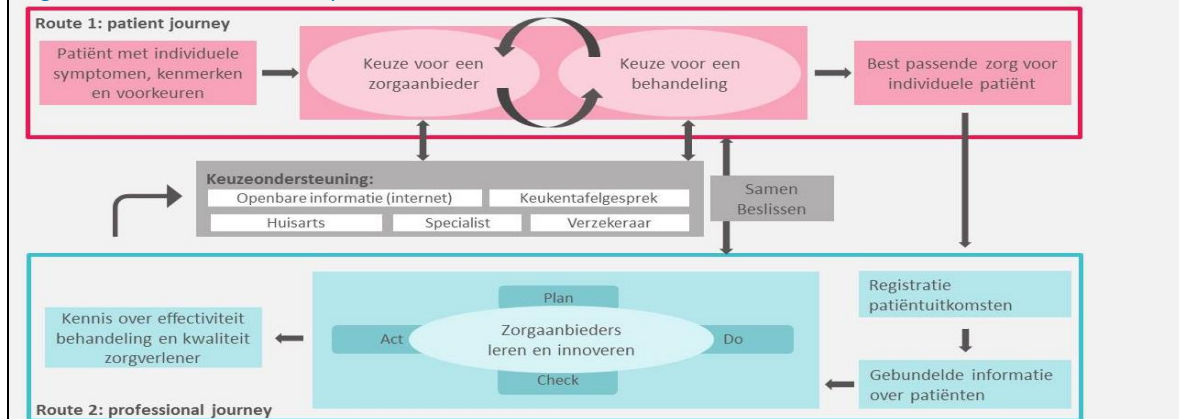 Route 1: patient journey
Patiënt met individuele
symptomen, kenmerken
en voorkeuren
Keuze voor een
zorgaanbieder
Keuze voor een
behandeling
Best passende zorg voor
individuele patiënt
Keuzeondersteuning:
Openbare informatie (internet)
Keukentafelgesprek
Huisarts
Specialist
Verzekeraar
Samen
Beslissen
Kennis over effectiviteit
behandeling en kwaliteit
zorgverlener
Plan
Act
Zorgaanbieders
leren en innoveren
Do
Check
Registratie
patiëntuitkomsten
Gebundelde informatie
over patiënten
Route 2: professional journey